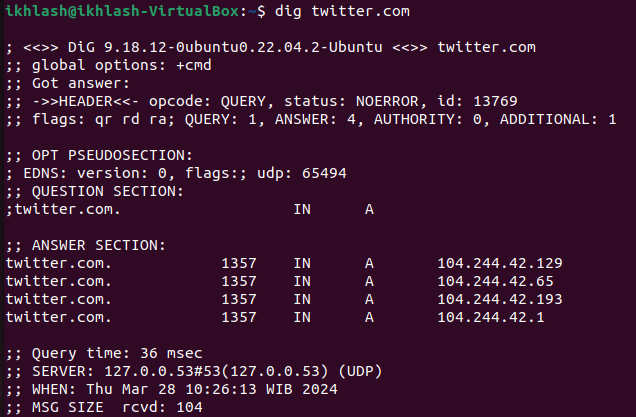 ikhlash@ikhlash-VirtualBox:~$ dig twitter.com
; <<>> DiG 9.18.12-0ubuntu0.22.04.2-Ubuntu <<>> twitter.com
;; global options: +cmd
;; Got answer:
;; ->>HEADER<<- opcode: QUERY, status: NOERROR, id: 13769
;; flags: qr rd ra; QUERY: 1, ANSWER: 4, AUTHORITY: 0, ADDITIONAL: 1
;; OPT PSEUDOSECTION:
; EDNS: version: 0, flags:; udp: 65494
;; QUESTION SECTION:
;twitter.com. IN A
;; ANSWER SECTION:
twitter.com. 1357 IN A 104.244.42.129
twitter.com. 1357 IN A 104.244.42.65
twitter.com. 1357 IN A 104.244.42.193
twitter.com. 1357 IN A 104.244.42.1
;; Query time: 36 msec
;; SERVER: 127.0.0.53#53(127.0.0.53) (UDP)
;; WHEN: Thu Mar 28 10:26:13 WIB 2024
;; MSG SIZE  rcvd: 104